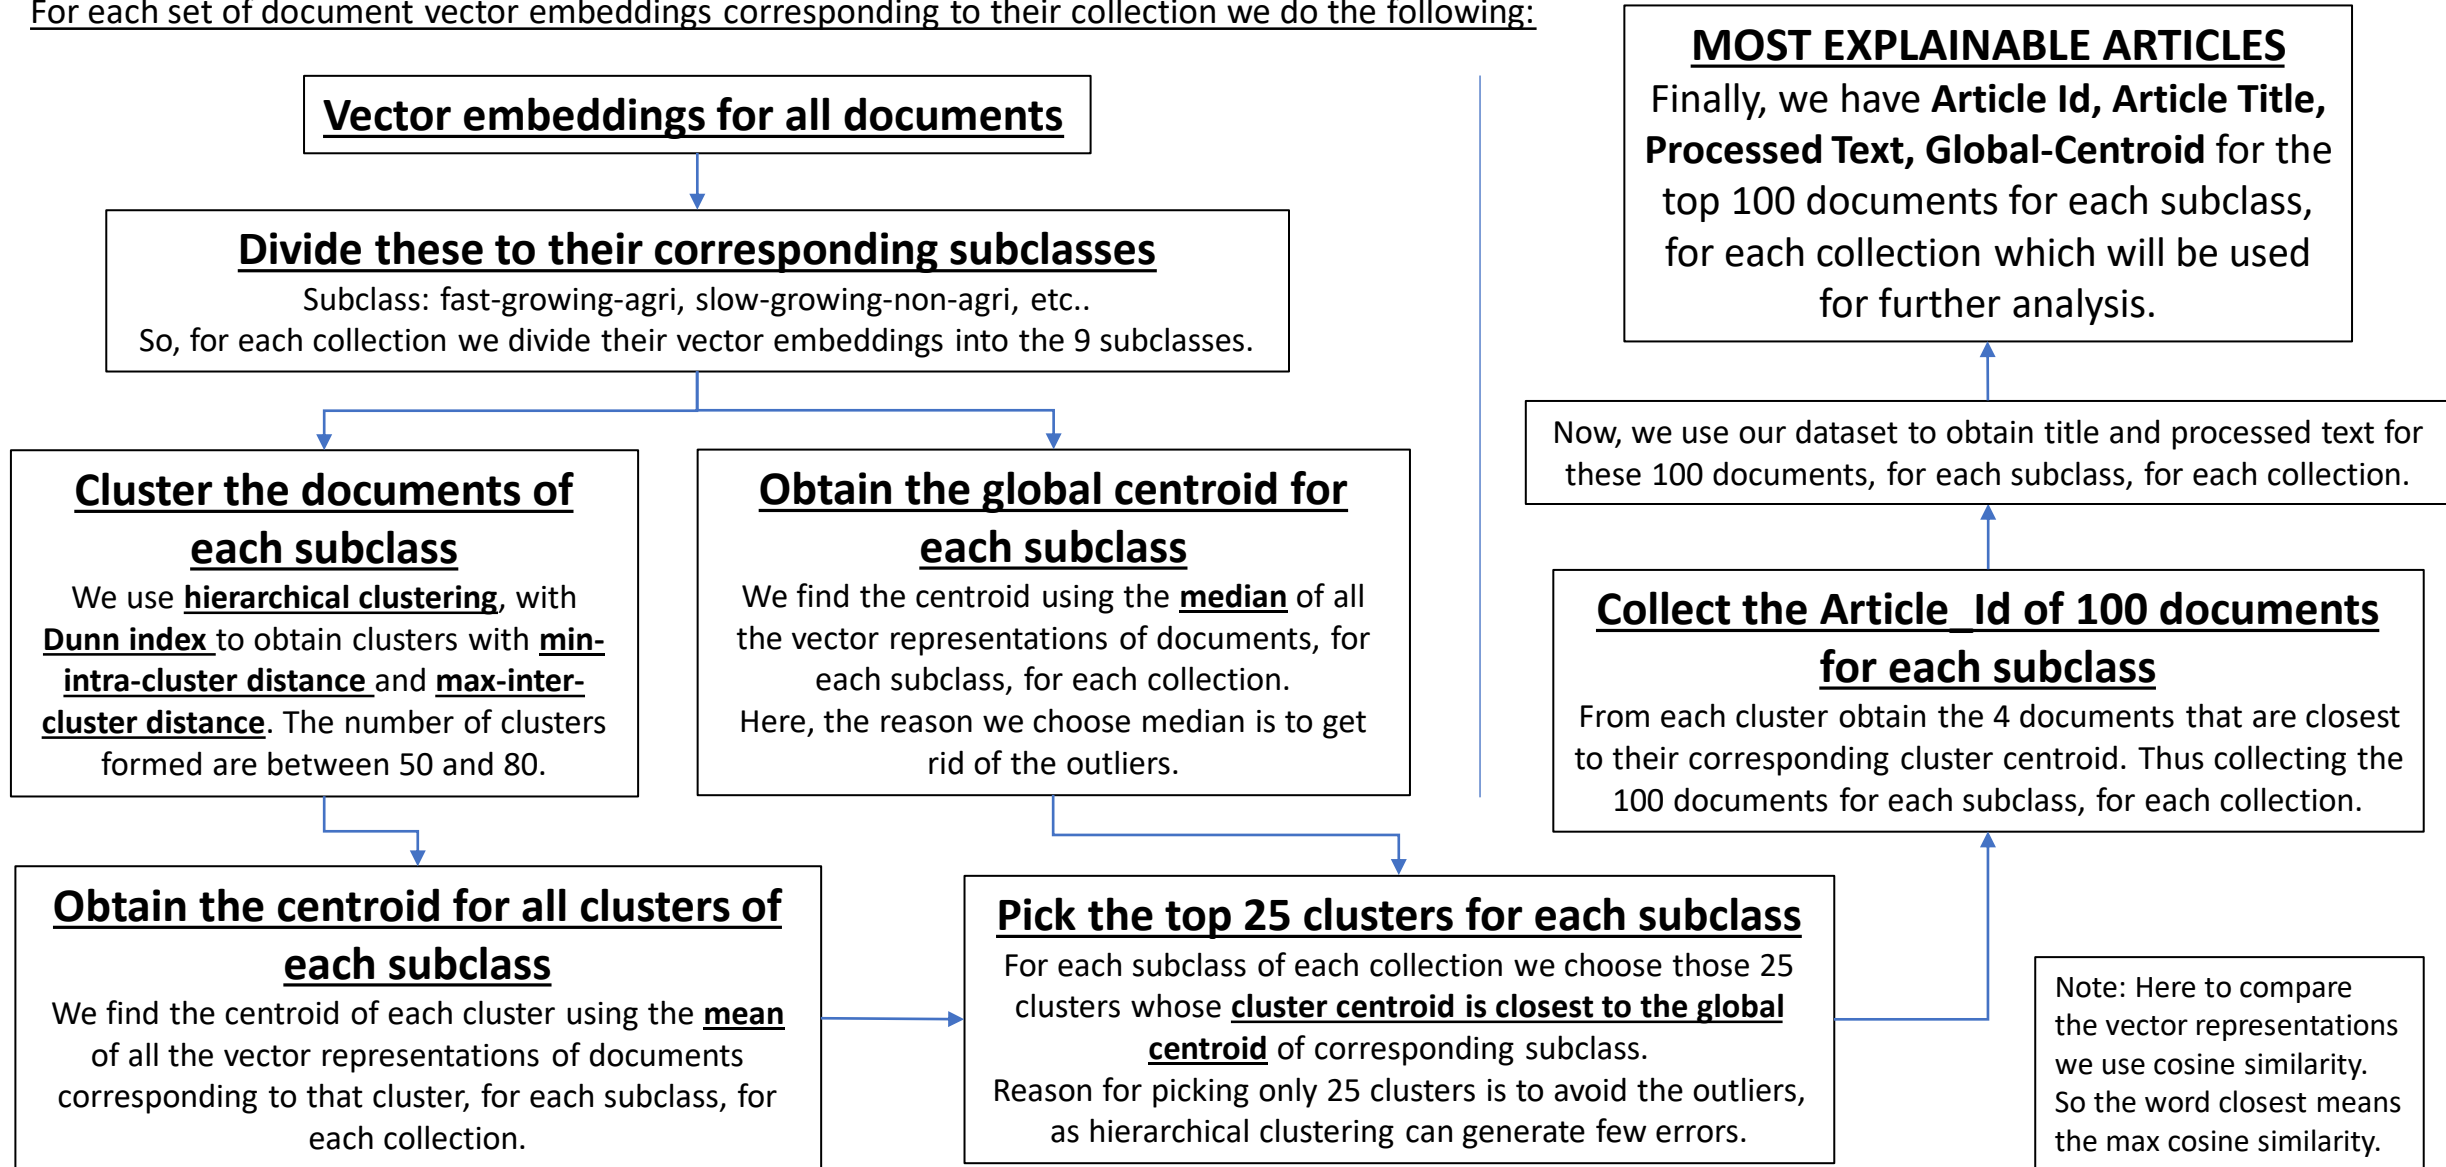 For each set of document vector embeddings corresponding to their collection we do the following:
Vector embeddings for all documents
Divide these to their corresponding subclasses
Subclass: fast-growing-agri, slow-growing-non-agri, etc..
So, for each collection we divide their vector embeddings into the 9 subclasses.
Cluster the documents of
each subclass
We use hierarchical clustering, with
Dunn index to obtain clusters with min-
intra-cluster distance and max-inter-
cluster distance. The number of clusters
formed are between 50 and 80.
Obtain the global centroid for
each subclass
We find the centroid using the median of all
the vector representations of documents, for
each subclass, for each collection.
Here, the reason we choose median is to get
rid of the outliers.
Obtain the centroid for all clusters of
each subclass
We find the centroid of each cluster using the mean
of all the vector representations of documents
corresponding to that cluster, for each subclass, for
each collection.
Pick the top 25 clusters for each subclass
For each subclass of each collection we choose those 25
clusters whose cluster centroid is closest to the global
centroid of corresponding subclass.
Reason for picking only 25 clusters is to avoid the outliers,
as hierarchical clustering can generate few errors.
MOST EXPLAINABLE ARTICLES
Finally, we have Article Id, Article Title,
Processed Text, Global-Centroid for the
top 100 documents for each subclass,
for each collection which will be used
for further analysis.
Now, we use our dataset to obtain title and processed text for
these 100 documents, for each subclass, for each collection.
Collect the Article_Id of 100 documents
for each subclass
From each cluster obtain the 4 documents that are closest
to their corresponding cluster centroid. Thus collecting the
100 documents for each subclass, for each collection.
Note: Here to compare
the vector representations
we use cosine similarity.
So the word closest means
the max cosine similarity.